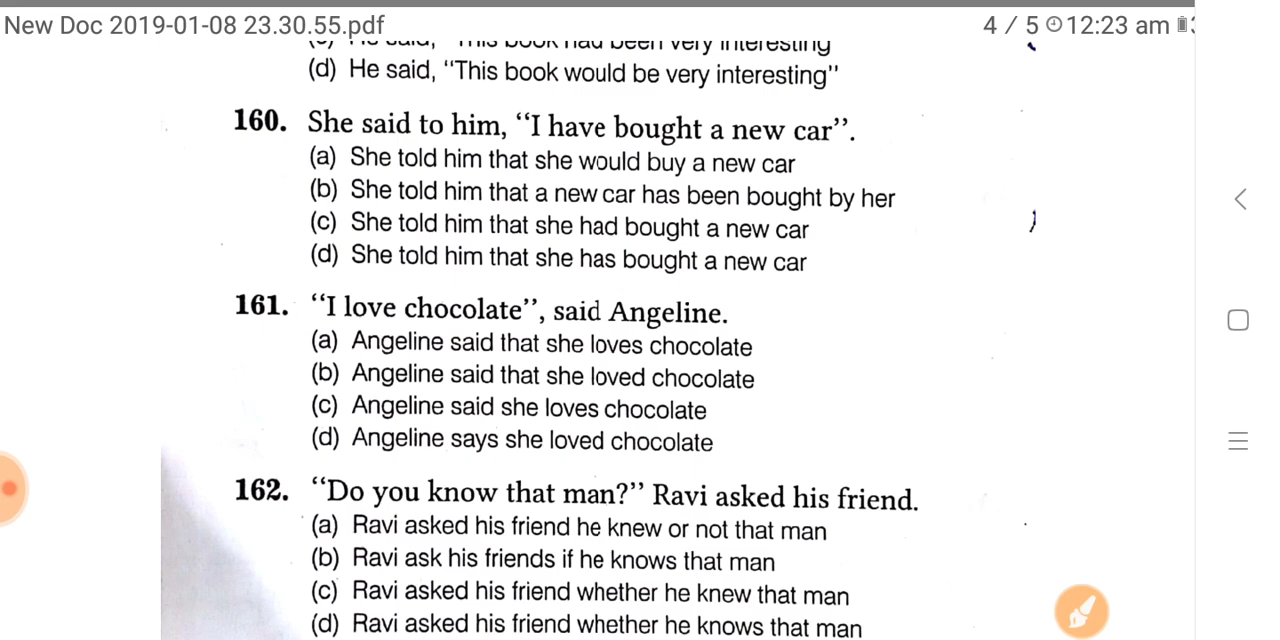 New Doc 2019-01-08 23.30.55.pdf
4 / 5 12:23 am
been very interesting
(d) He said, “This book would be very interesting”
160. She said to him, “I have bought a new car”.
(a) She told him that she would buy a new car
(b) She told him that a new car has been bought by her
(c) She told him that she had bought a new car
(d) She told him that she has bought a new car
161. “I love chocolate”, said Angeline.
(a) Angeline said that she loves chocolate
(b) Angeline said that she loved chocolate
(c) Angeline said she loves chocolate
(d) Angeline says she loved chocolate
162. “Do you know that man?” Ravi asked his friend.
(a) Ravi asked his friend he knew or not that man
(b) Ravi ask his friends if he knows that man
(c) Ravi asked his friend whether he knew that man
(d) Ravi asked his friend whether he knows that man